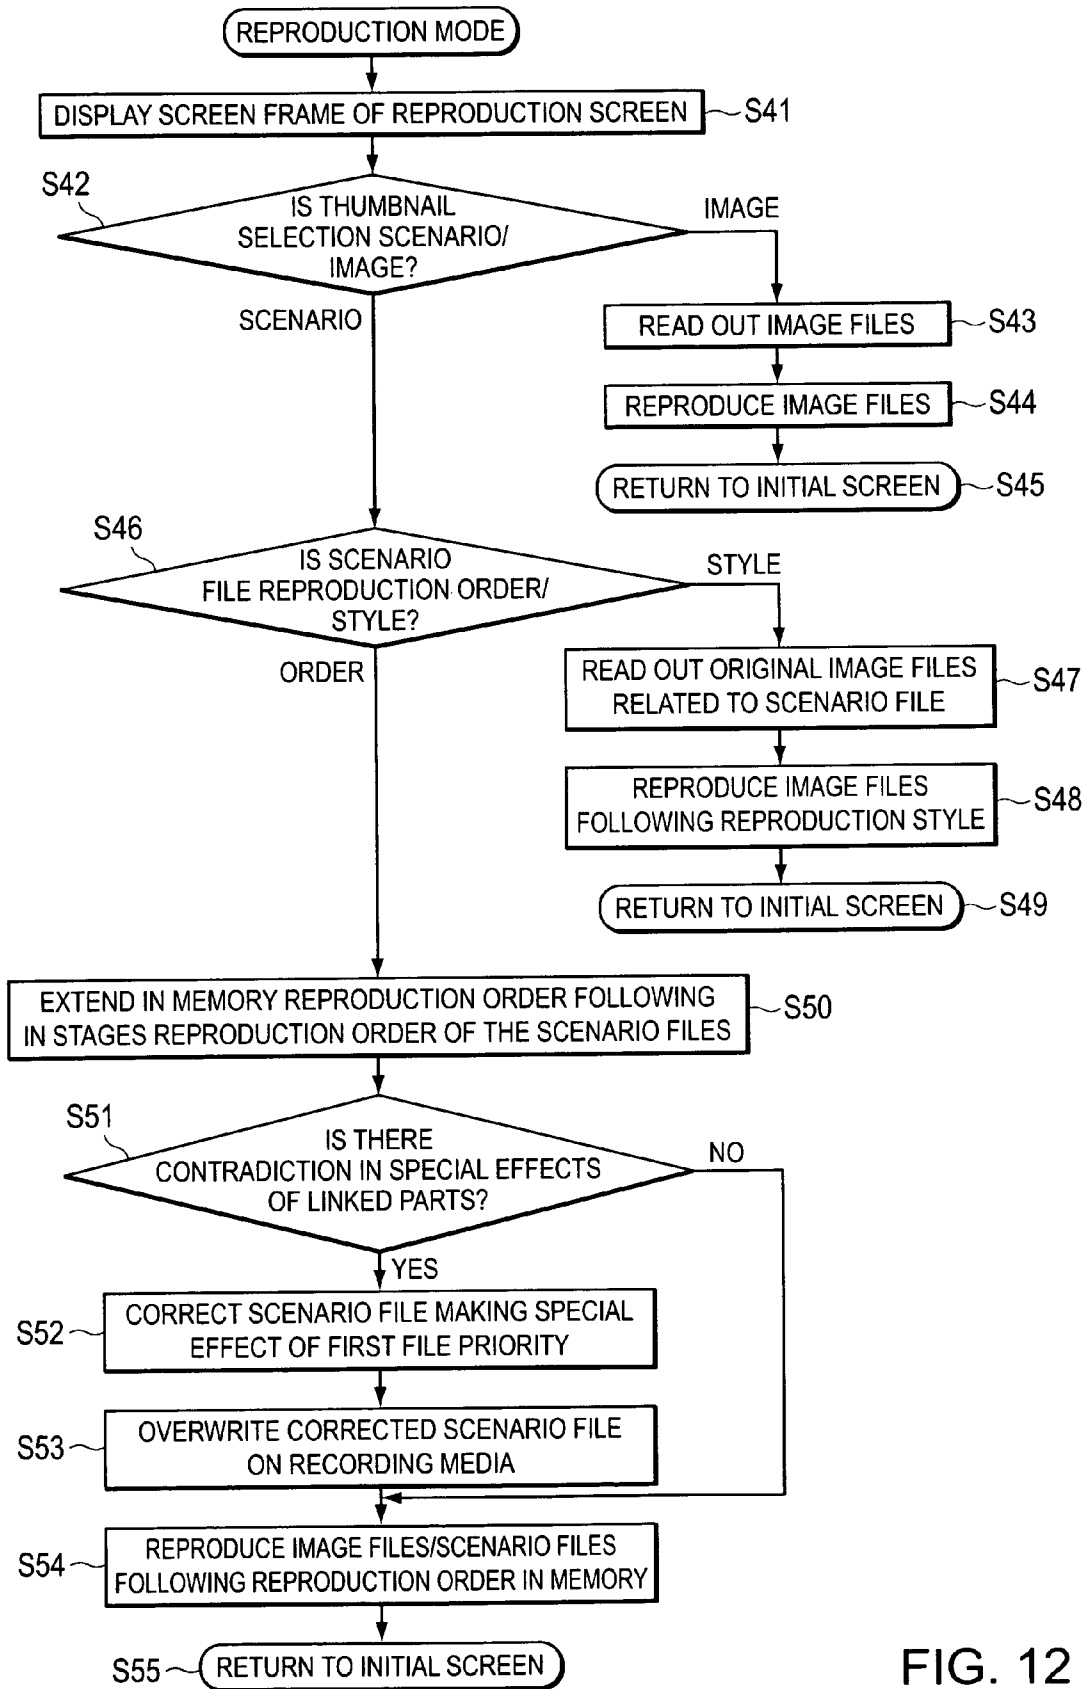 REPRODUCTION MODE
DISPLAY SCREEN FRAME OF REPRODUCTION SCREEN
S41
S42
IS THUMBNAIL
SELECTION SCENARIO/
IMAGE?
IMAGE
SCENARIO
READ OUT IMAGE FILES
S43
REPRODUCE IMAGE FILES
S44
RETURN TO INITIAL SCREEN
S45
S46
IS SCENARIO
FILE REPRODUCTION ORDER/
STYLE?
STYLE
ORDER
READ OUT ORIGINAL IMAGE FILES
RELATED TO SCENARIO FILE
S47
REPRODUCE IMAGE FILES
FOLLOWING REPRODUCTION STYLE
S48
RETURN TO INITIAL SCREEN
S49
EXTEND IN MEMORY REPRODUCTION ORDER FOLLOWING
IN STAGES REPRODUCTION ORDER OF THE SCENARIO FILES
S50
S51
IS THERE
CONTRADICTION IN SPECIAL EFFECTS
OF LINKED PARTS?
NO
YES
S52
CORRECT SCENARIO FILE MAKING SPECIAL
EFFECT OF FIRST FILE PRIORITY
S53
OVERWRITE CORRECTED SCENARIO FILE
ON RECORDING MEDIA
S54
REPRODUCE IMAGE FILES/SCENARIO FILES
FOLLOWING REPRODUCTION ORDER IN MEMORY
S55
RETURN TO INITIAL SCREEN
FIG. 12